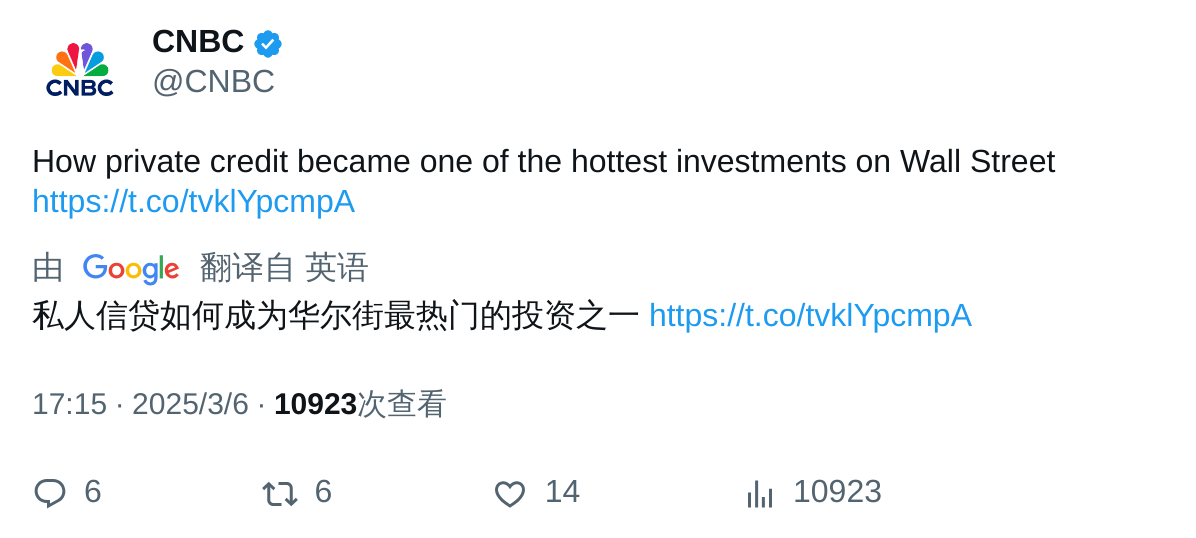 CNBC
CNBC
@CNBC
How private credit became one of the hottest investments on Wall Street
https://t.co/tvklYpcmpA
由 Google 翻译自 英语
私人信贷如何成为华尔街最热门的投资之一 https://t.co/tvklYpcmpA
17:15 · 2025/3/6 · 10923次查看
6 6 14 10923